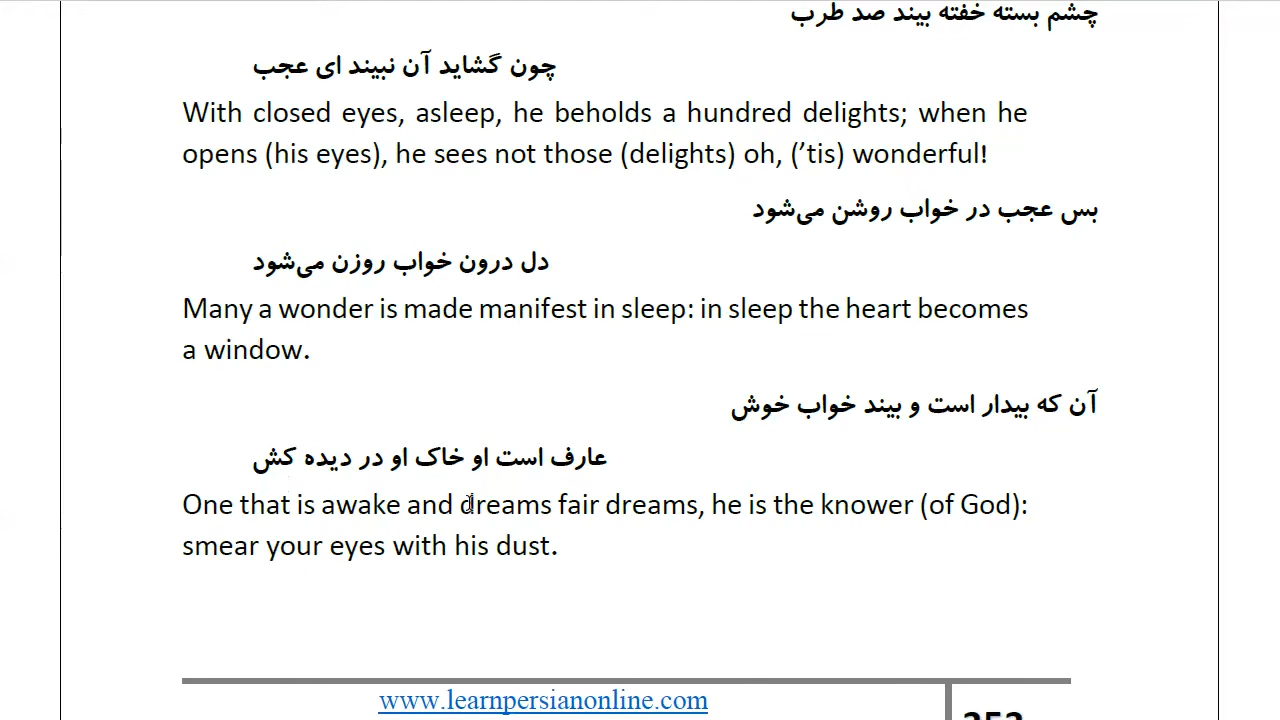 چشم بسته خفته بیند صد طرب
چون گشاید آن نبیند ای عجب
With closed eyes, asleep, he beholds a hundred delights; when he
opens (his eyes), he sees not those (delights) oh, (’tis) wonderful!
بس عجب در خواب روشن می‌شود
دل درون خواب روزن می‌شود
Many a wonder is made manifest in sleep: in sleep the heart becomes
a window.
آن که بیدار است و بیند خواب خوش
عارف است او خاک او در دیده کش
One that is awake and dreams fair dreams, he is the knower (of God):
smear your eyes with his dust.
www.learnpersianonline.com